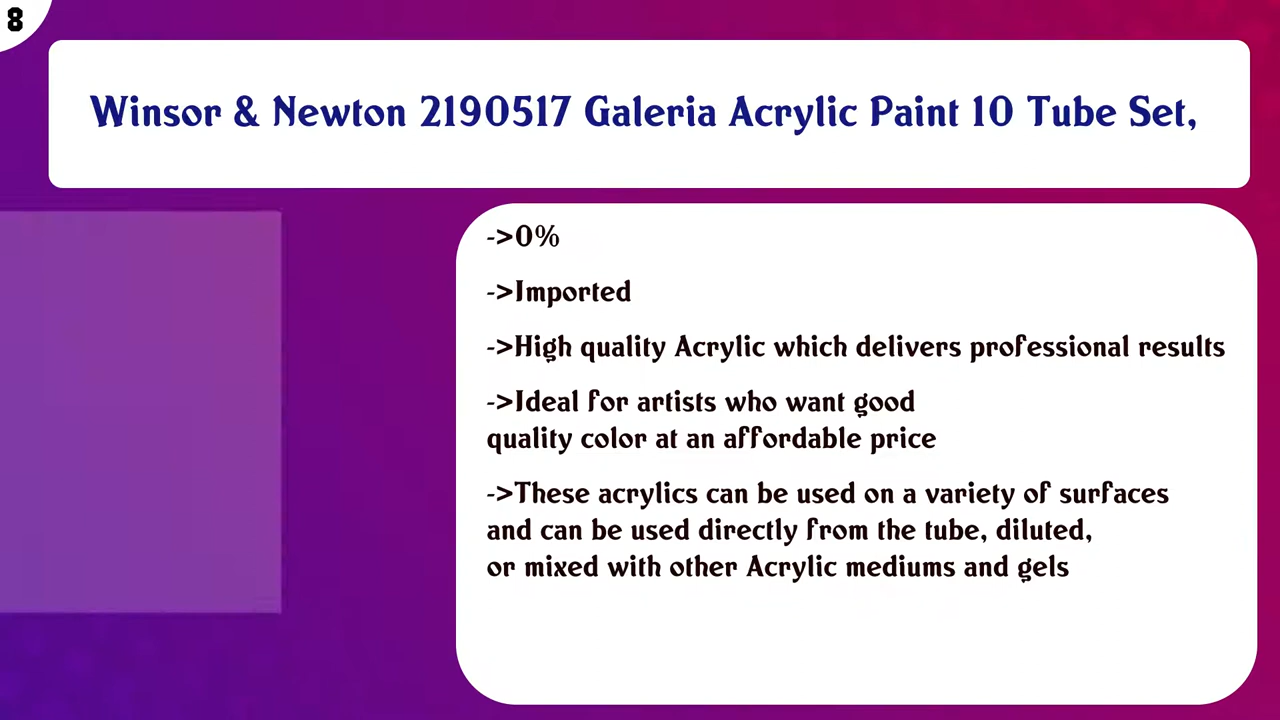 8
Winsor & Newton 2190517 Galeria Acrylic Paint 10 Tube Set,
->0%
->Imported
->High quality Acrylic which delivers professional results
->Ideal for artists who want good
quality color at an affordable price
->These acrylics can be used on a variety of surfaces
and can be used directly from the tube, diluted,
or mixed with other Acrylic mediums and gels